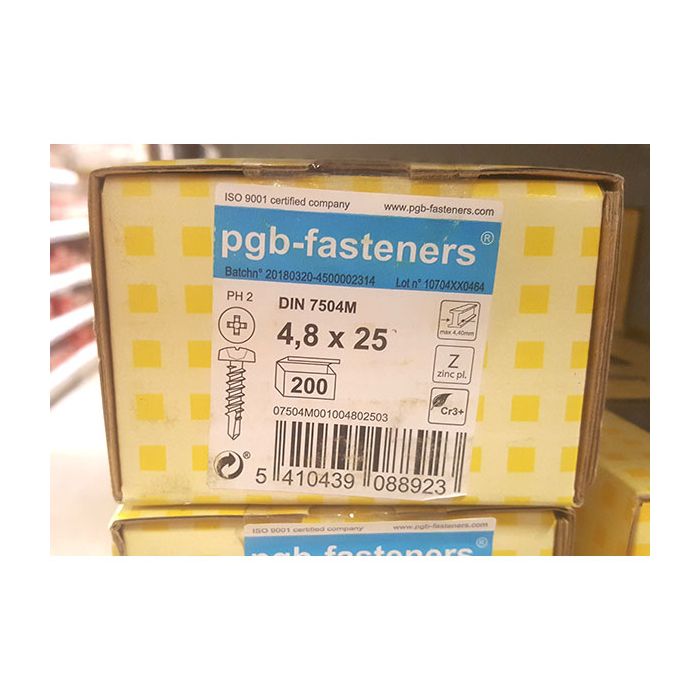 ISO 9001 certified company www.pgb-fasteners.com
pgb-fasteners®
Batchn° 20180320-4500002314 Lot n° 10704XX0464
PH 2 DIN 7504M
4,8 x 25
max 4,40mm
200
Z
zinc pl.
Cr3+
07504M001004802503
®
5 410439 088923
ISO 9001 certified company www.pgb-fasteners.com
pgb-fasteners®